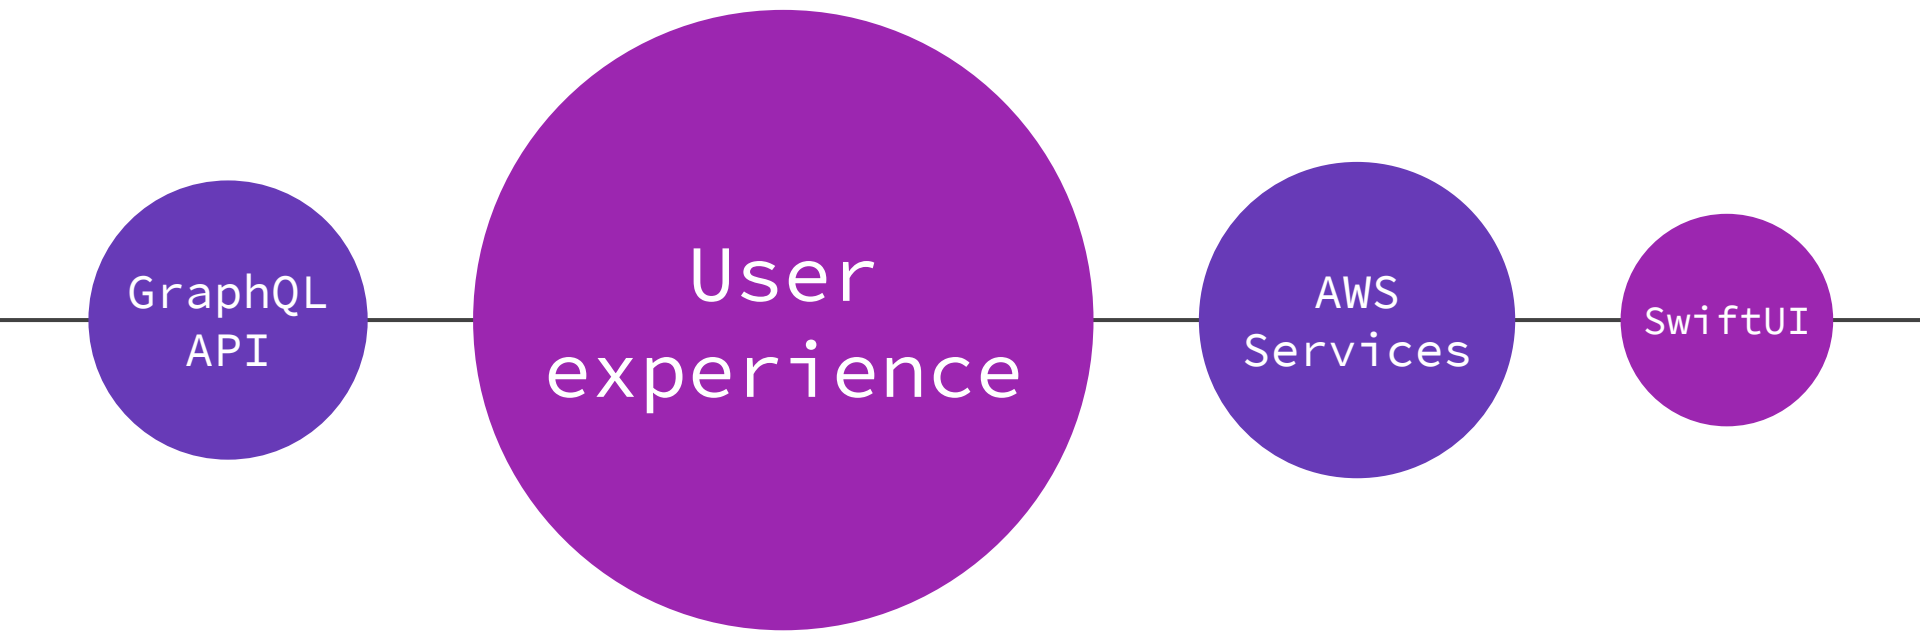 GraphQL
API
User
experience
AWS
Services
SwiftUI